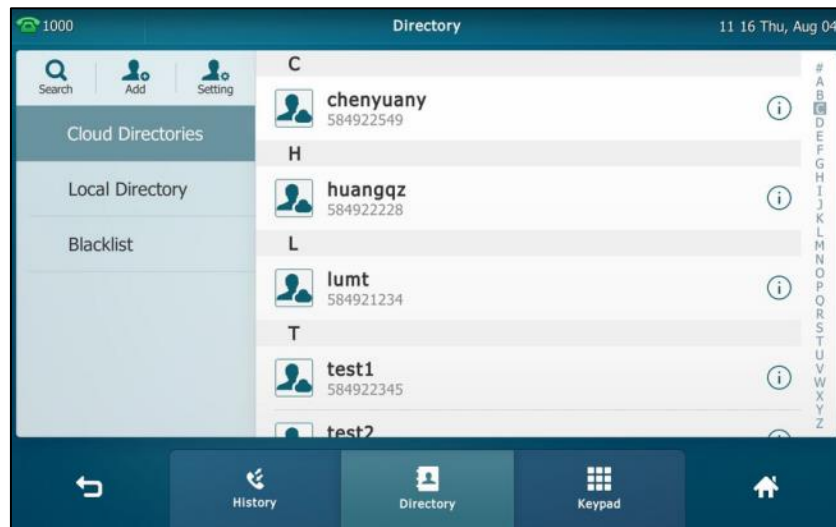 1000
Directory
11 16 Thu, Aug 04
Search
Add
Setting
Cloud Directories
Local Directory
Blacklist
C
chenyuany
584922549
H
huangqz
584922228
L
lumt
584921234
T
test1
584922345
test2
#
A
B
C
D
E
F
G
H
I
J
K
L
M
N
O
P
Q
R
S
T
U
V
W
X
Y
Z
History
Directory
Keypad